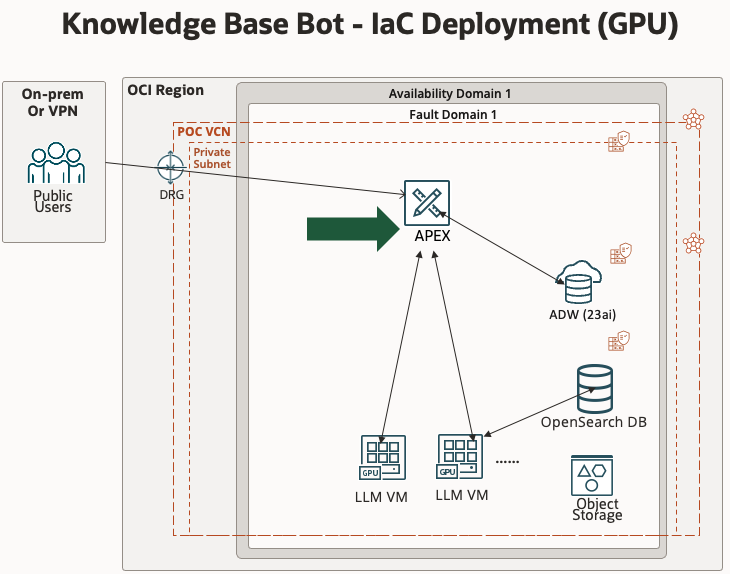 Knowledge Base Bot - IaC Deployment (GPU)
On-prem
Or VPN
Public
Users
OCI Region
Availability Domain 1
Fault Domain 1
POC VCN
Private
Subnet
DRG
APEX
ADW (23ai)
OpenSearch DB
GPU
LLM VM
GPU
LLM VM
......
Object
Storage